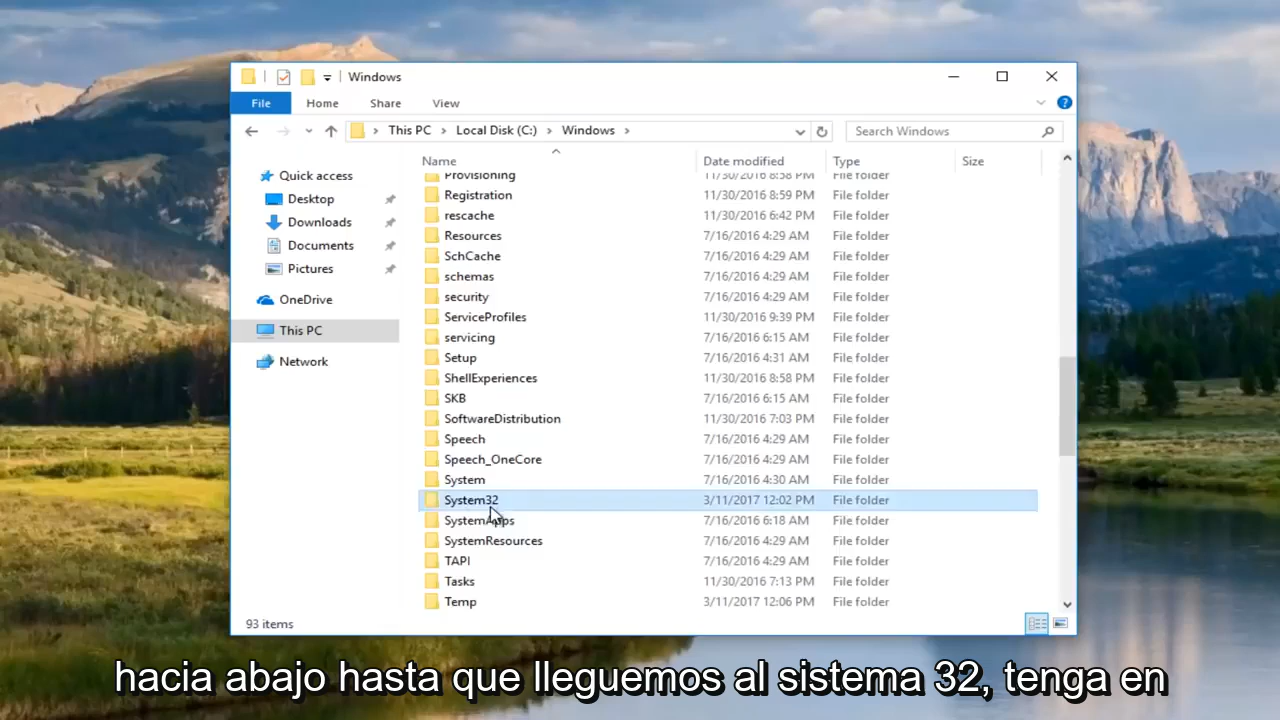 Windows
File Home Share View
This PC Local Disk (C:) Windows
Search Windows
Name Date modified Type Size
Quick access
Desktop
Downloads
Documents
Pictures
OneDrive
This PC
Network
Provisioning 11/30/2016 8:58 PM File folder
Registration 11/30/2016 8:59 PM File folder
rescache 11/30/2016 6:42 PM File folder
Resources 7/16/2016 4:29 AM File folder
SchCache 7/16/2016 4:29 AM File folder
schemas 7/16/2016 4:29 AM File folder
security 7/16/2016 4:29 AM File folder
ServiceProfiles 11/30/2016 9:39 PM File folder
servicing 7/16/2016 6:15 AM File folder
Setup 7/16/2016 4:31 AM File folder
ShellExperiences 11/30/2016 8:58 PM File folder
SKB 7/16/2016 6:15 AM File folder
SoftwareDistribution 11/30/2016 7:03 PM File folder
Speech 7/16/2016 4:29 AM File folder
Speech_OneCore 7/16/2016 4:29 AM File folder
System 7/16/2016 4:30 AM File folder
System32 3/11/2017 12:02 PM File folder
SystemApps 7/16/2016 6:18 AM File folder
SystemResources 7/16/2016 4:29 AM File folder
TAPI 7/16/2016 4:29 AM File folder
Tasks 11/30/2016 7:13 PM File folder
Temp 3/11/2017 12:06 PM File folder
93 items
hacia abajo hasta que lleguemos al sistema 32, tenga en